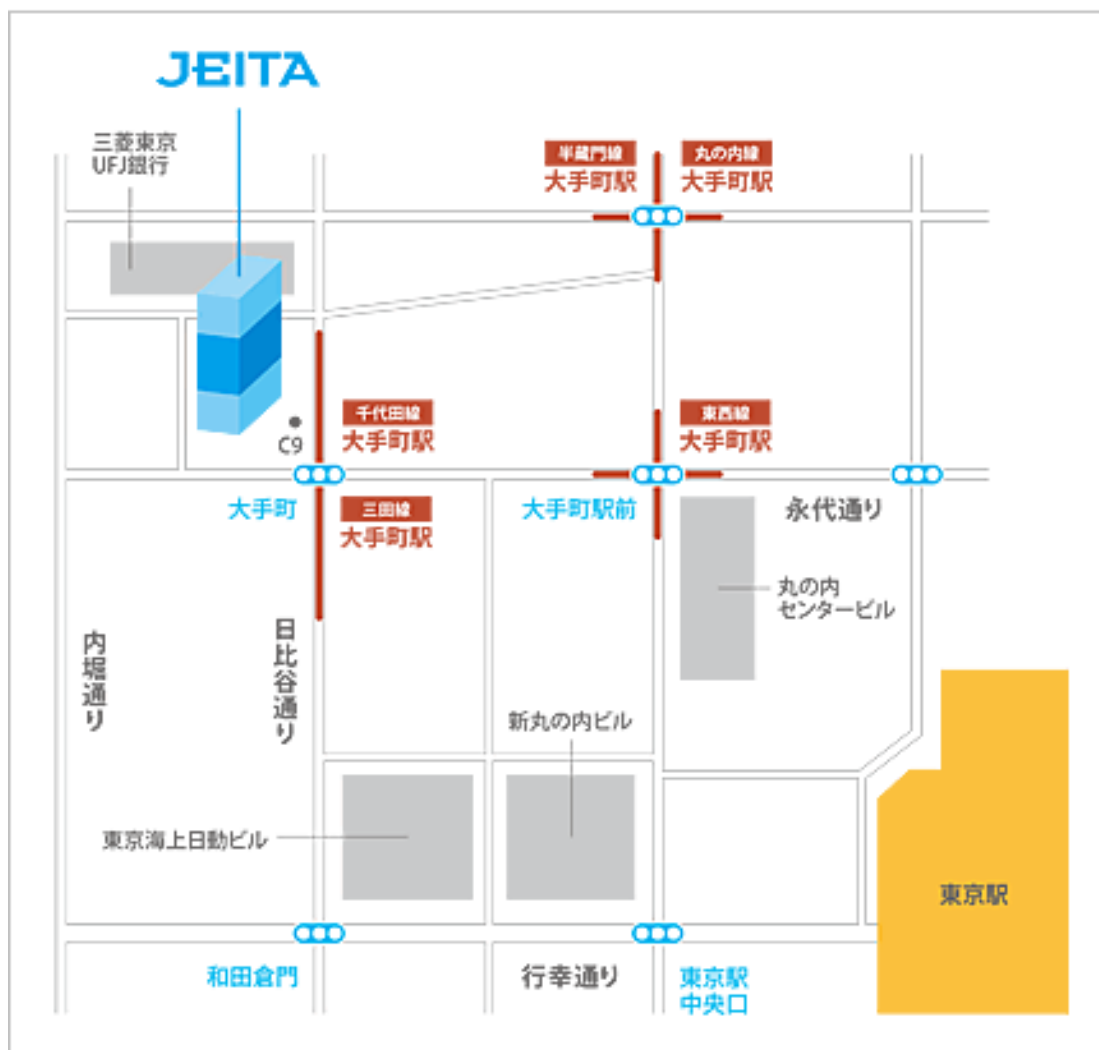 JEITA
三菱東京
UFJ銀行
半蔵門線
大手町駅
丸の内線
大手町駅
千代田線
大手町駅
C9
東西線
大手町駅
大手町
三田線
大手町駅
大手町駅前
永代通り
丸の内
センタービル
内堀通り
日比谷通り
新丸の内ビル
東京海上日動ビル
東京駅
和田倉門
行幸通り
東京駅
中央口